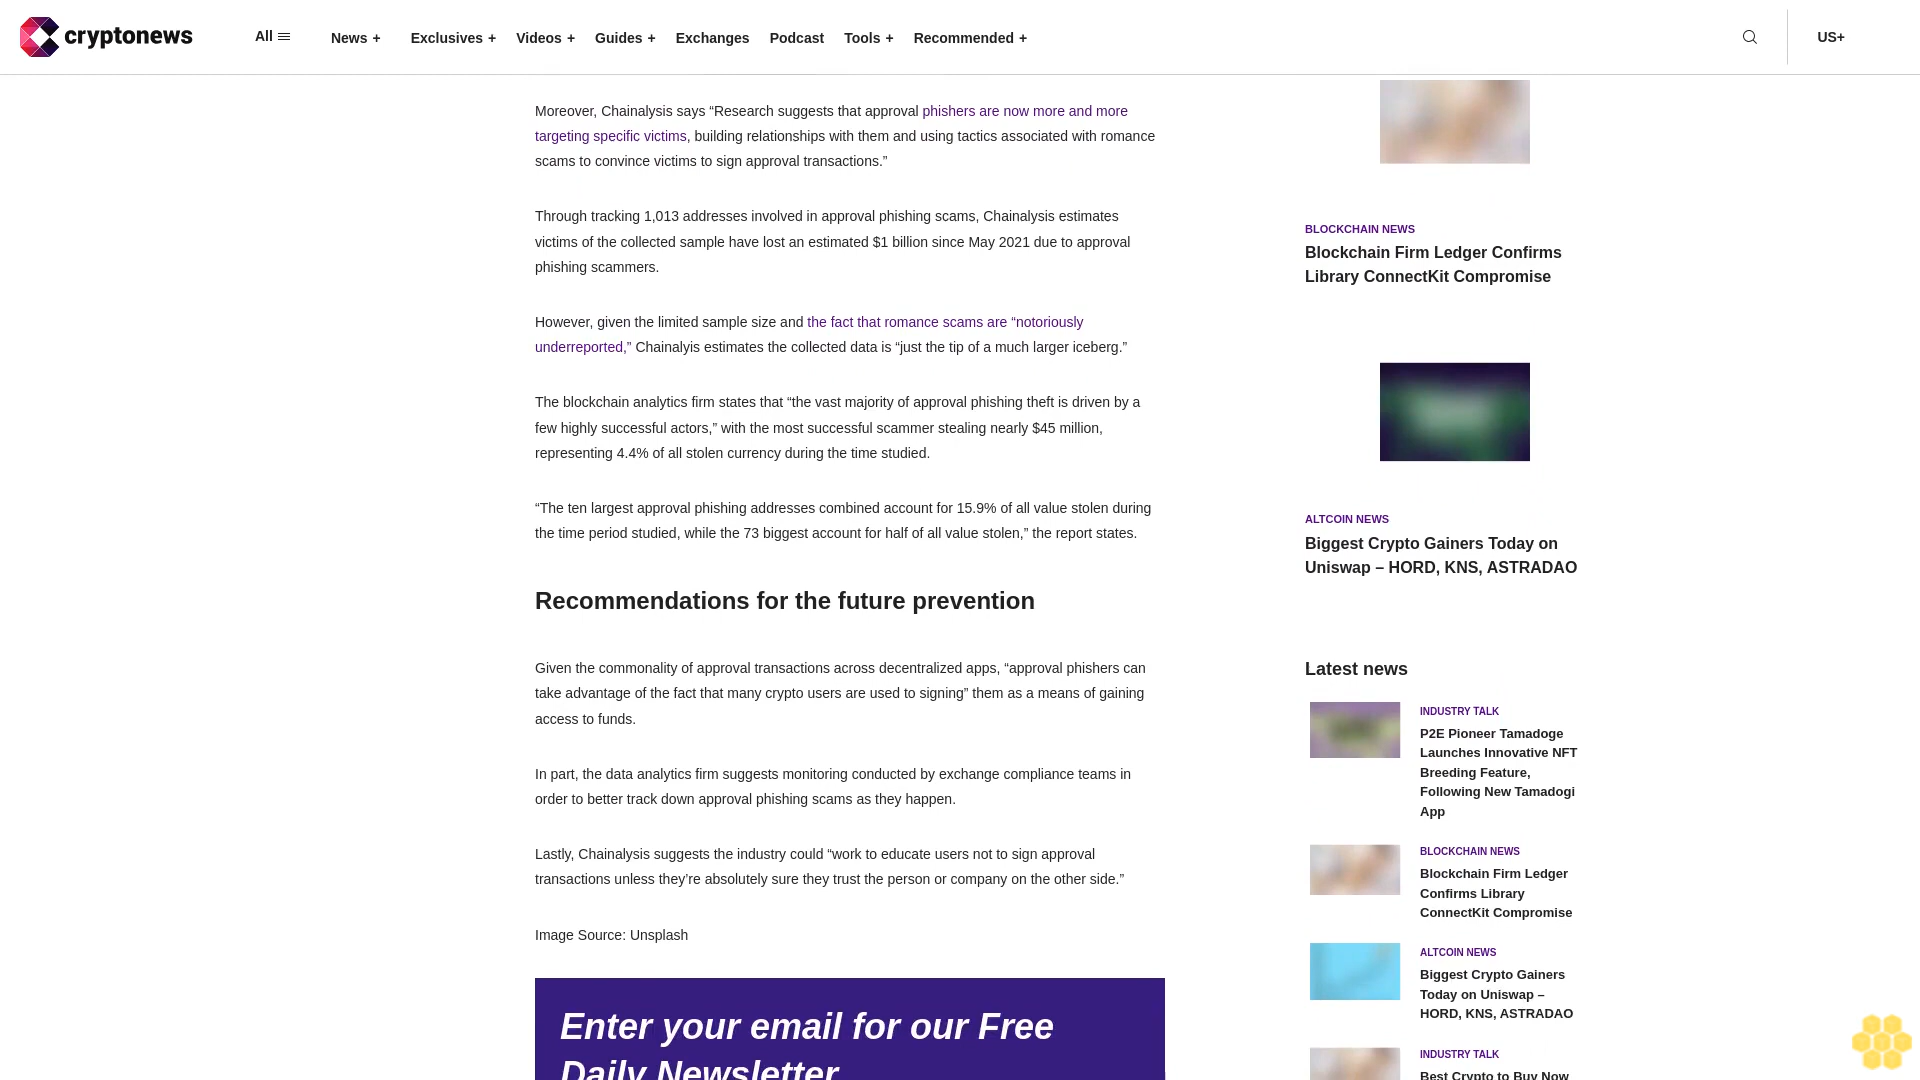 cryptonews
All
News +
Exclusives +
Videos +
Guides +
Exchanges
Podcast
Tools +
Recommended +
US+
Moreover, Chainalysis says “Research suggests that approval phishers are now more and more
targeting specific victims, building relationships with them and using tactics associated with romance
scams to convince victims to sign approval transactions.”
Through tracking 1,013 addresses involved in approval phishing scams, Chainalysis estimates
victims of the collected sample have lost an estimated $1 billion since May 2021 due to approval
phishing scammers.
However, given the limited sample size and the fact that romance scams are “notoriously
underreported,” Chainalyis estimates the collected data is “just the tip of a much larger iceberg.”
The blockchain analytics firm states that “the vast majority of approval phishing theft is driven by a
few highly successful actors,” with the most successful scammer stealing nearly $45 million,
representing 4.4% of all stolen currency during the time studied.
“The ten largest approval phishing addresses combined account for 15.9% of all value stolen during
the time period studied, while the 73 biggest account for half of all value stolen,” the report states.
Recommendations for the future prevention
Given the commonality of approval transactions across decentralized apps, “approval phishers can
take advantage of the fact that many crypto users are used to signing” them as a means of gaining
access to funds.
In part, the data analytics firm suggests monitoring conducted by exchange compliance teams in
order to better track down approval phishing scams as they happen.
Lastly, Chainalysis suggests the industry could “work to educate users not to sign approval
transactions unless they’re absolutely sure they trust the person or company on the other side.”
Image Source: Unsplash
Enter your email for our Free
Daily Newsletter
BLOCKCHAIN NEWS
Blockchain Firm Ledger Confirms
Library ConnectKit Compromise
ALTCOIN NEWS
Biggest Crypto Gainers Today on
Uniswap – HORD, KNS, ASTRADAO
Latest news
INDUSTRY TALK
P2E Pioneer Tamadoge
Launches Innovative NFT
Breeding Feature,
Following New Tamadogi
App
BLOCKCHAIN NEWS
Blockchain Firm Ledger
Confirms Library
ConnectKit Compromise
ALTCOIN NEWS
Biggest Crypto Gainers
Today on Uniswap –
HORD, KNS, ASTRADAO
INDUSTRY TALK
Best Crypto to Buy Now